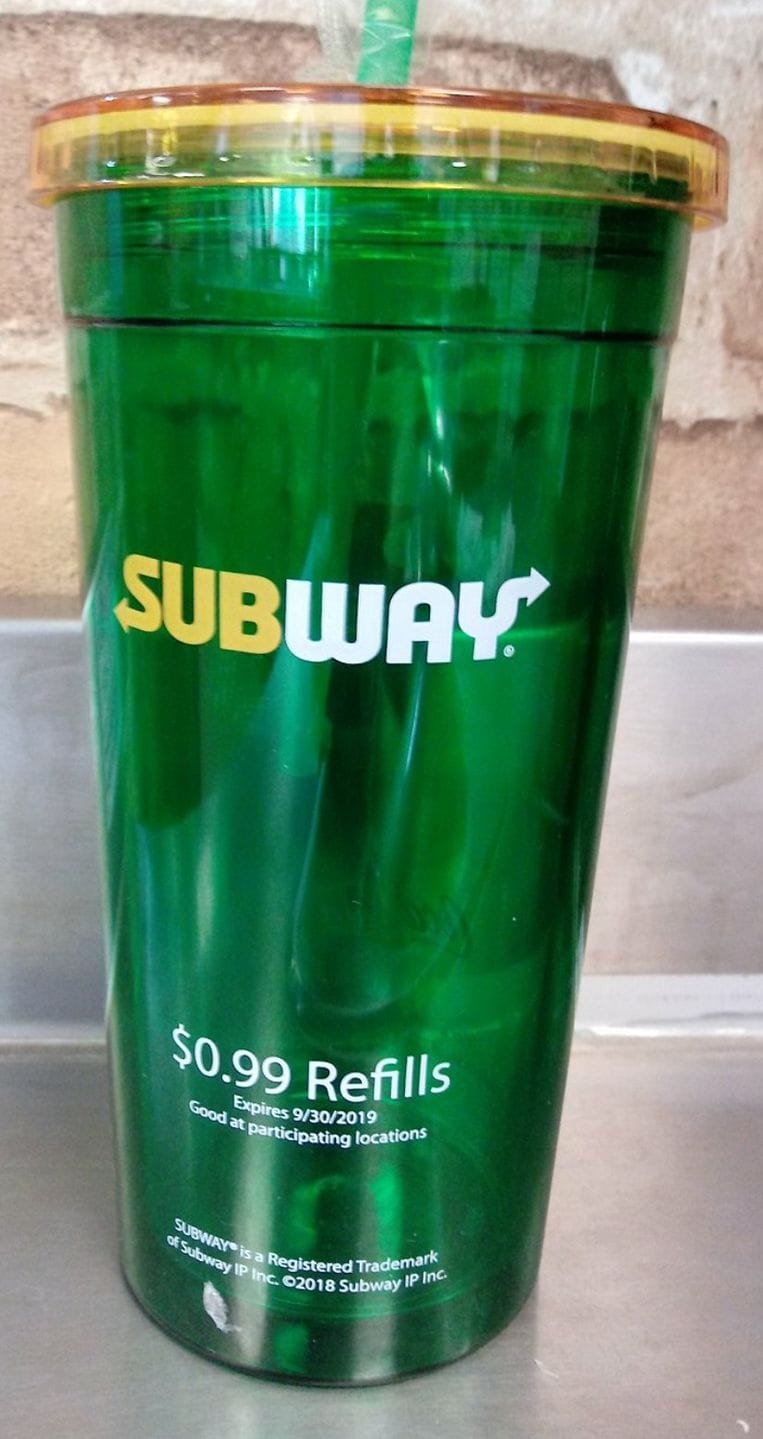 SUBWAY®
$0.99 Refills
Expires 9/30/2019
Good at participating locations
SUBWAY® is a Registered Trademark
of Subway IP Inc. ©2018 Subway IP Inc.